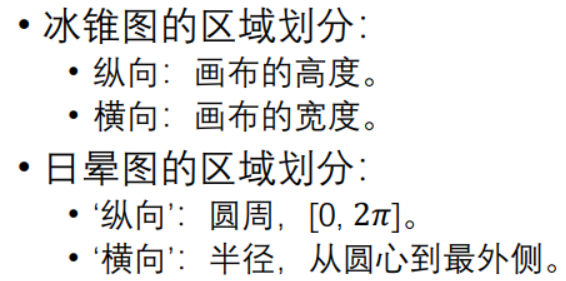 • 冰锥图的区域划分：
• 纵向：画布的高度。
• 横向：画布的宽度。
• 日晕图的区域划分：
• ‘纵向’：圆周，[0, 2π]。
• ‘横向’：半径，从圆心到最外侧。